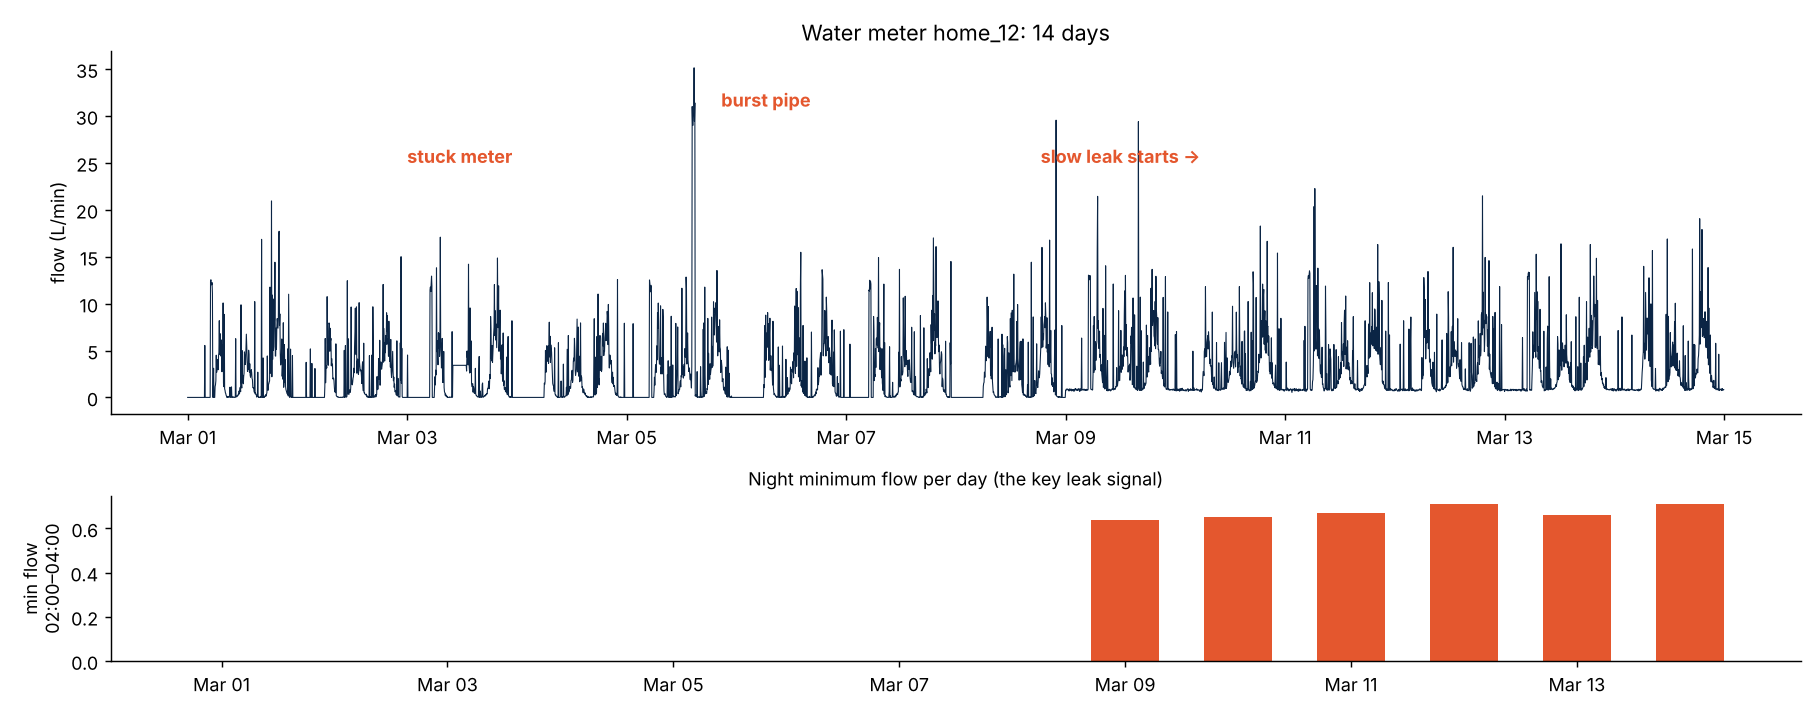 Water meter home_12: 14 days
flow (L/min)
35
30
25
20
15
10
5
0
burst pipe
stuck meter
slow leak starts →
Mar 01
Mar 03
Mar 05
Mar 07
Mar 09
Mar 11
Mar 13
Mar 15
Night minimum flow per day (the key leak signal)
min flow
02:00–04:00
0.6
0.4
0.2
0.0
Mar 01
Mar 03
Mar 05
Mar 07
Mar 09
Mar 11
Mar 13